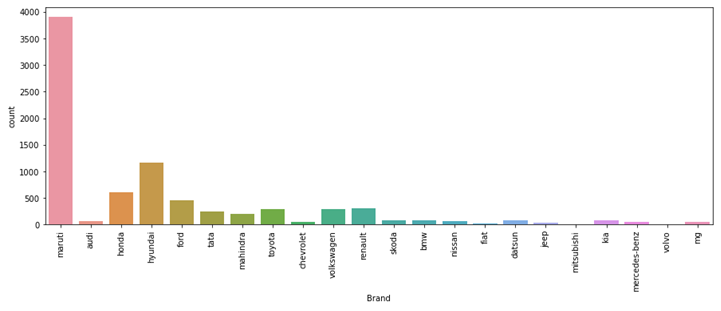 4000
3500
3000
2500
2000
1500
1000
500
0
count
maruti
audi
honda
hyundai
ford
tata
mahindra
toyota
chevrolet
volkswagen
renault
skoda
bmw
nissan
fiat
datsun
jeep
mitsubishi
kia
mercedes-benz
volvo
mg
Brand